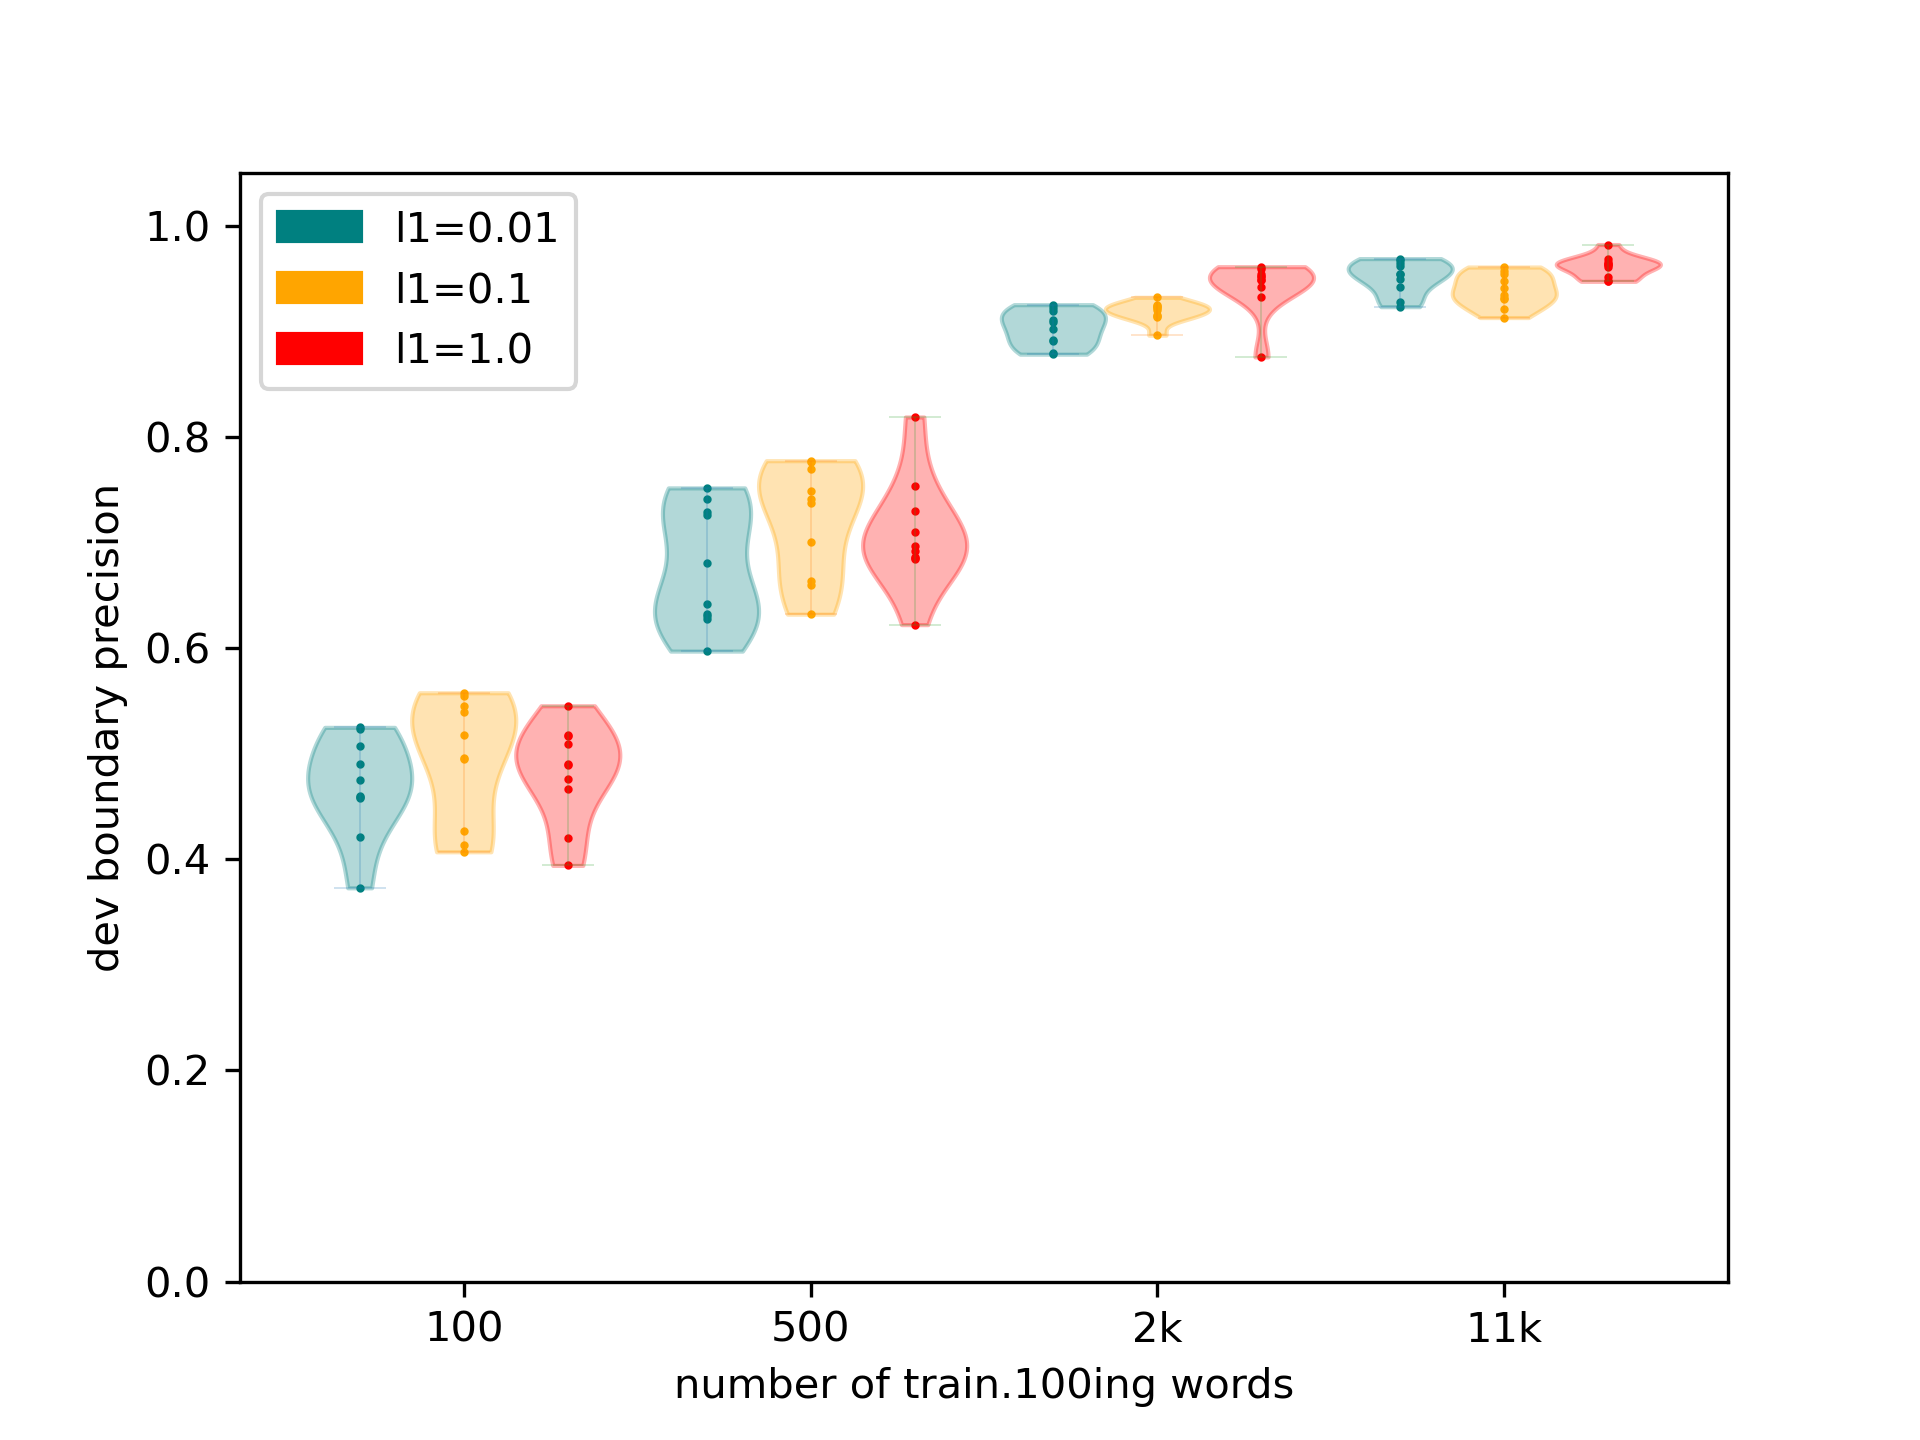 l1=0.01
l1=0.1
l1=1.0
1.0
0.8
0.6
0.4
0.2
0.0
dev boundary precision
100 500 2k 11k
number of train.100ing words